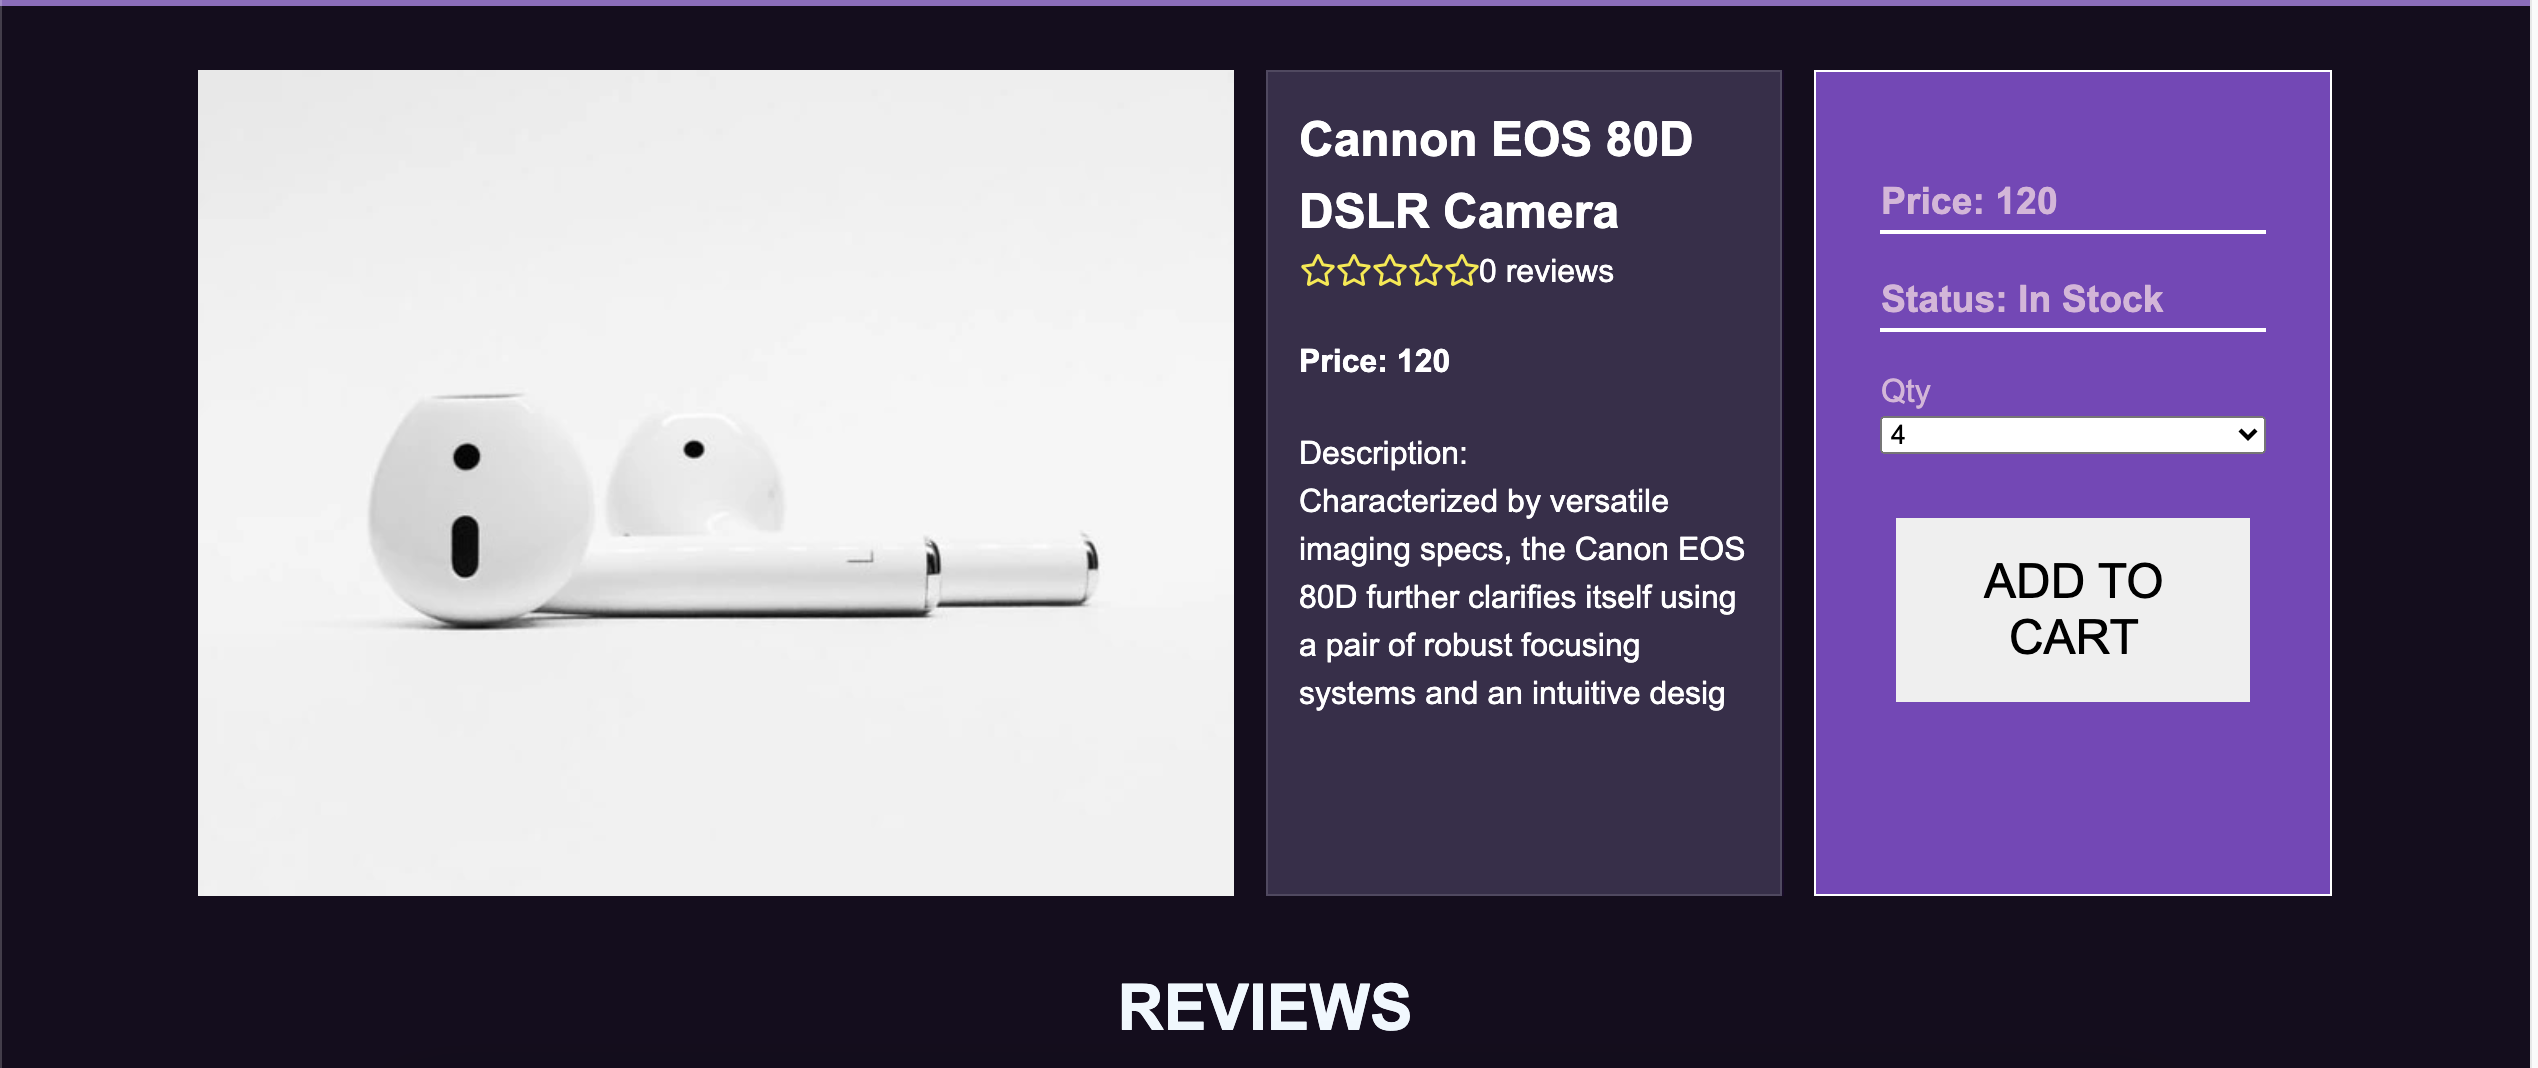 Cannon EOS 80D
DSLR Camera
0 reviews
Price: 120
Description:
Characterized by versatile
imaging specs, the Canon EOS
80D further clarifies itself using
a pair of robust focusing
systems and an intuitive desig
Price: 120
Status: In Stock
Qty
4
ADD TO
CART
REVIEWS